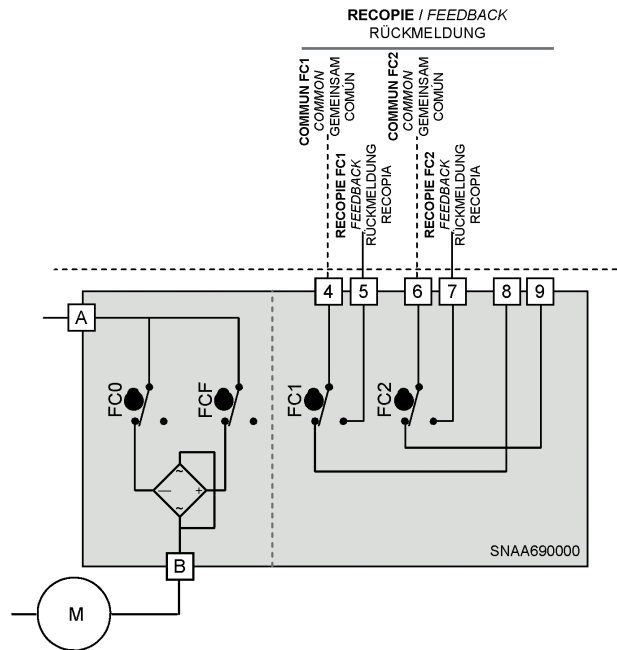 RECOPIE / FEEDBACK
RÜCKMELDUNG
COMMUN FC1
COMMON
GEMEINSAM
COMÚN
COMMUN FC2
COMMON
GEMEINSAM
COMÚN
RECOPIE FC1
FEEDBACK
RÜCKMELDUNG
RECOPIA
RECOPIE FC2
FEEDBACK
RÜCKMELDUNG
RECOPIA
4 5 6 7 8 9
A
FC0 FCF FC1 FC2
~
— +
~
SNAA690000
B
M